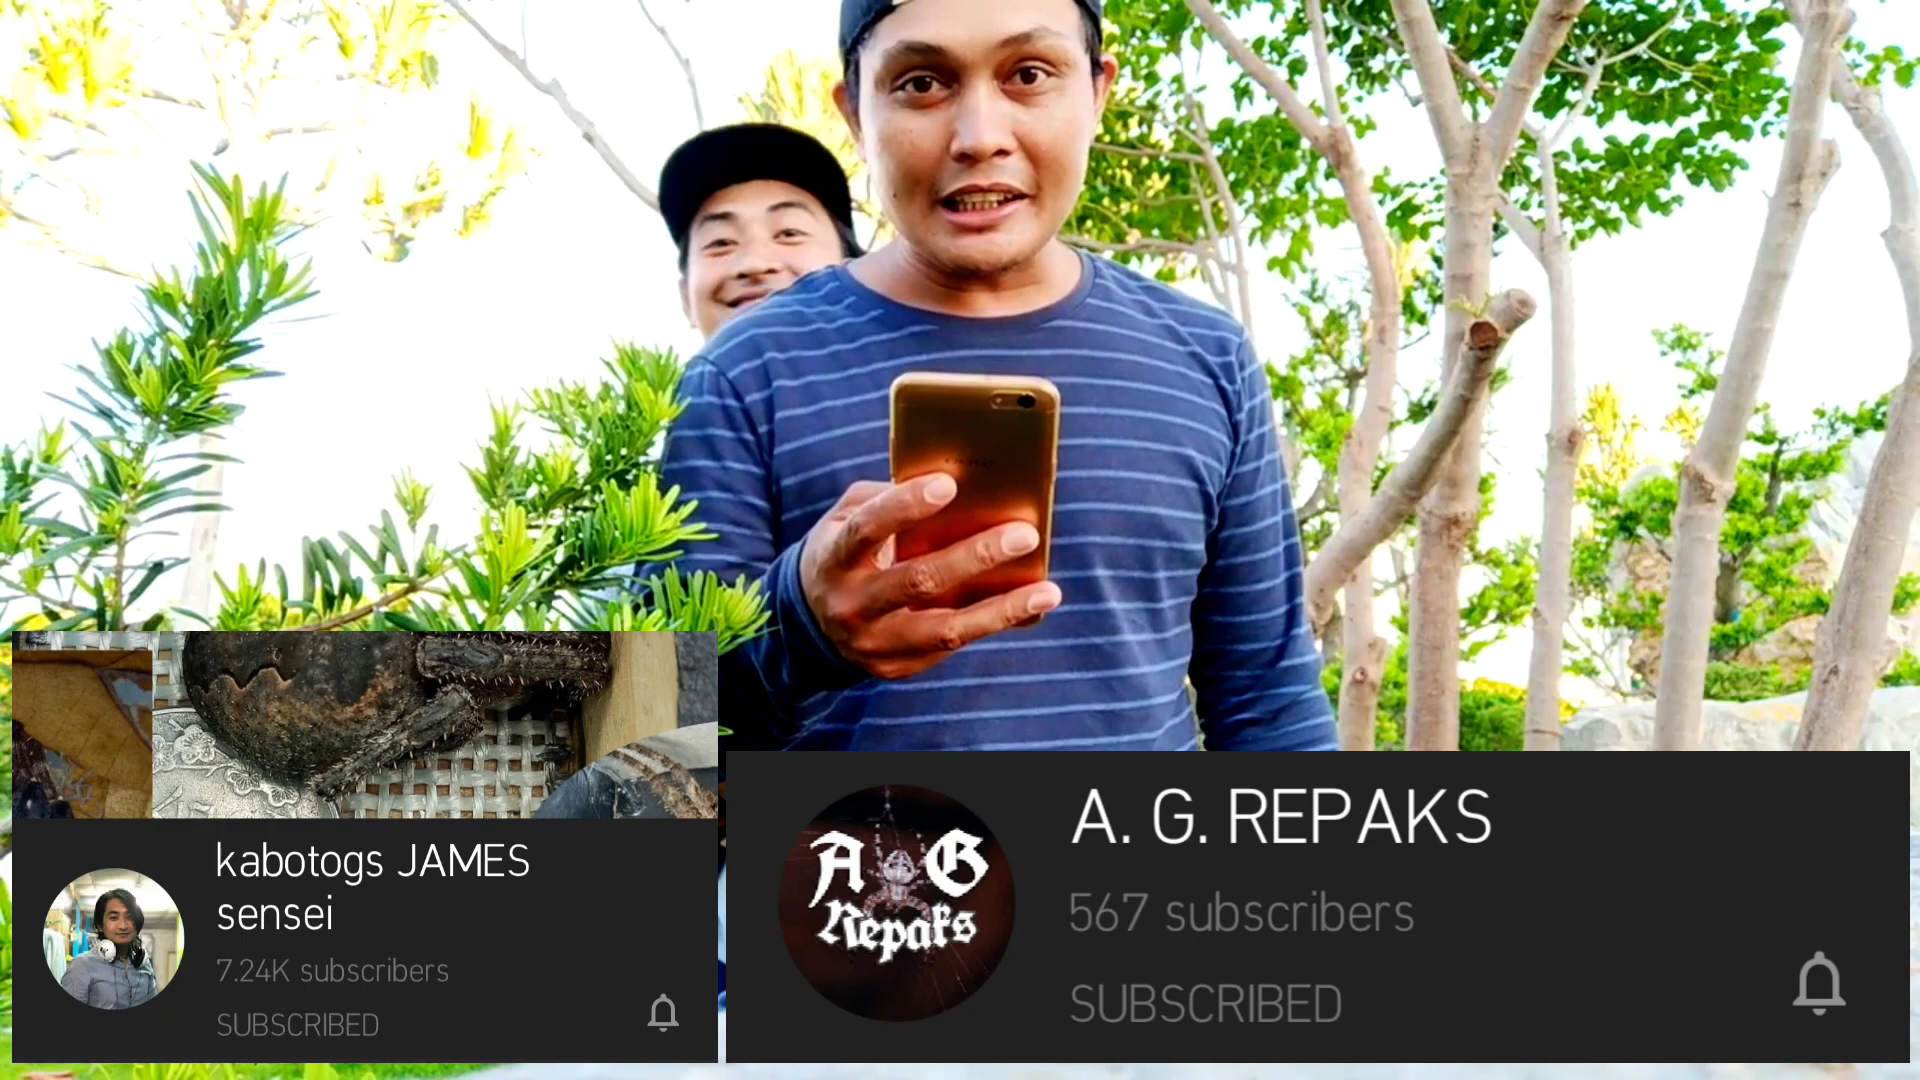 kabotogs JAMES
sensei
7.24K subscribers
SUBSCRIBED
A G
Repaks
A. G. REPAKS
567 subscribers
SUBSCRIBED